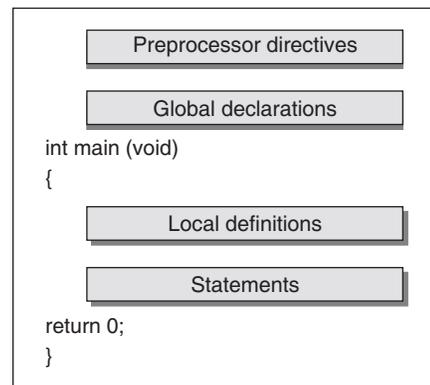 Preprocessor directives
Global declarations
int main (void)
{
Local definitions
Statements
return 0;
}